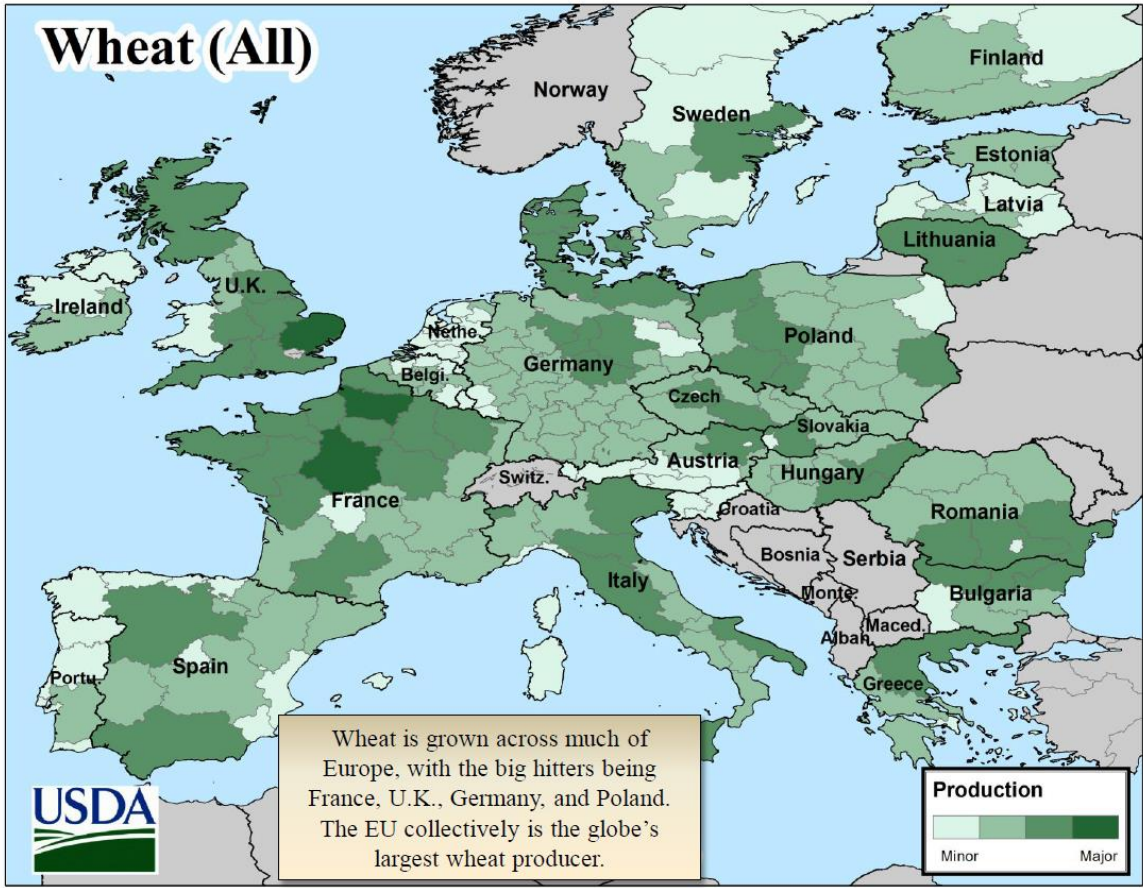 Wheat (All)
Norway
Sweden
Finland
Estonia
Latvia
Lithuania
Ireland
U.K.
Nethe.
Belgi.
Germany
Poland
Czech
Slovakia
Austria
Hungary
Switz.
France
Croatia
Romania
Bosnia
Serbia
Italy
Monte.
Bulgaria
Maced.
Alban.
Greece
Spain
Portu.
Wheat is grown across much of
Europe, with the big hitters being
France, U.K., Germany, and Poland.
The EU collectively is the globe's
largest wheat producer.
USDA
Production
Minor Major